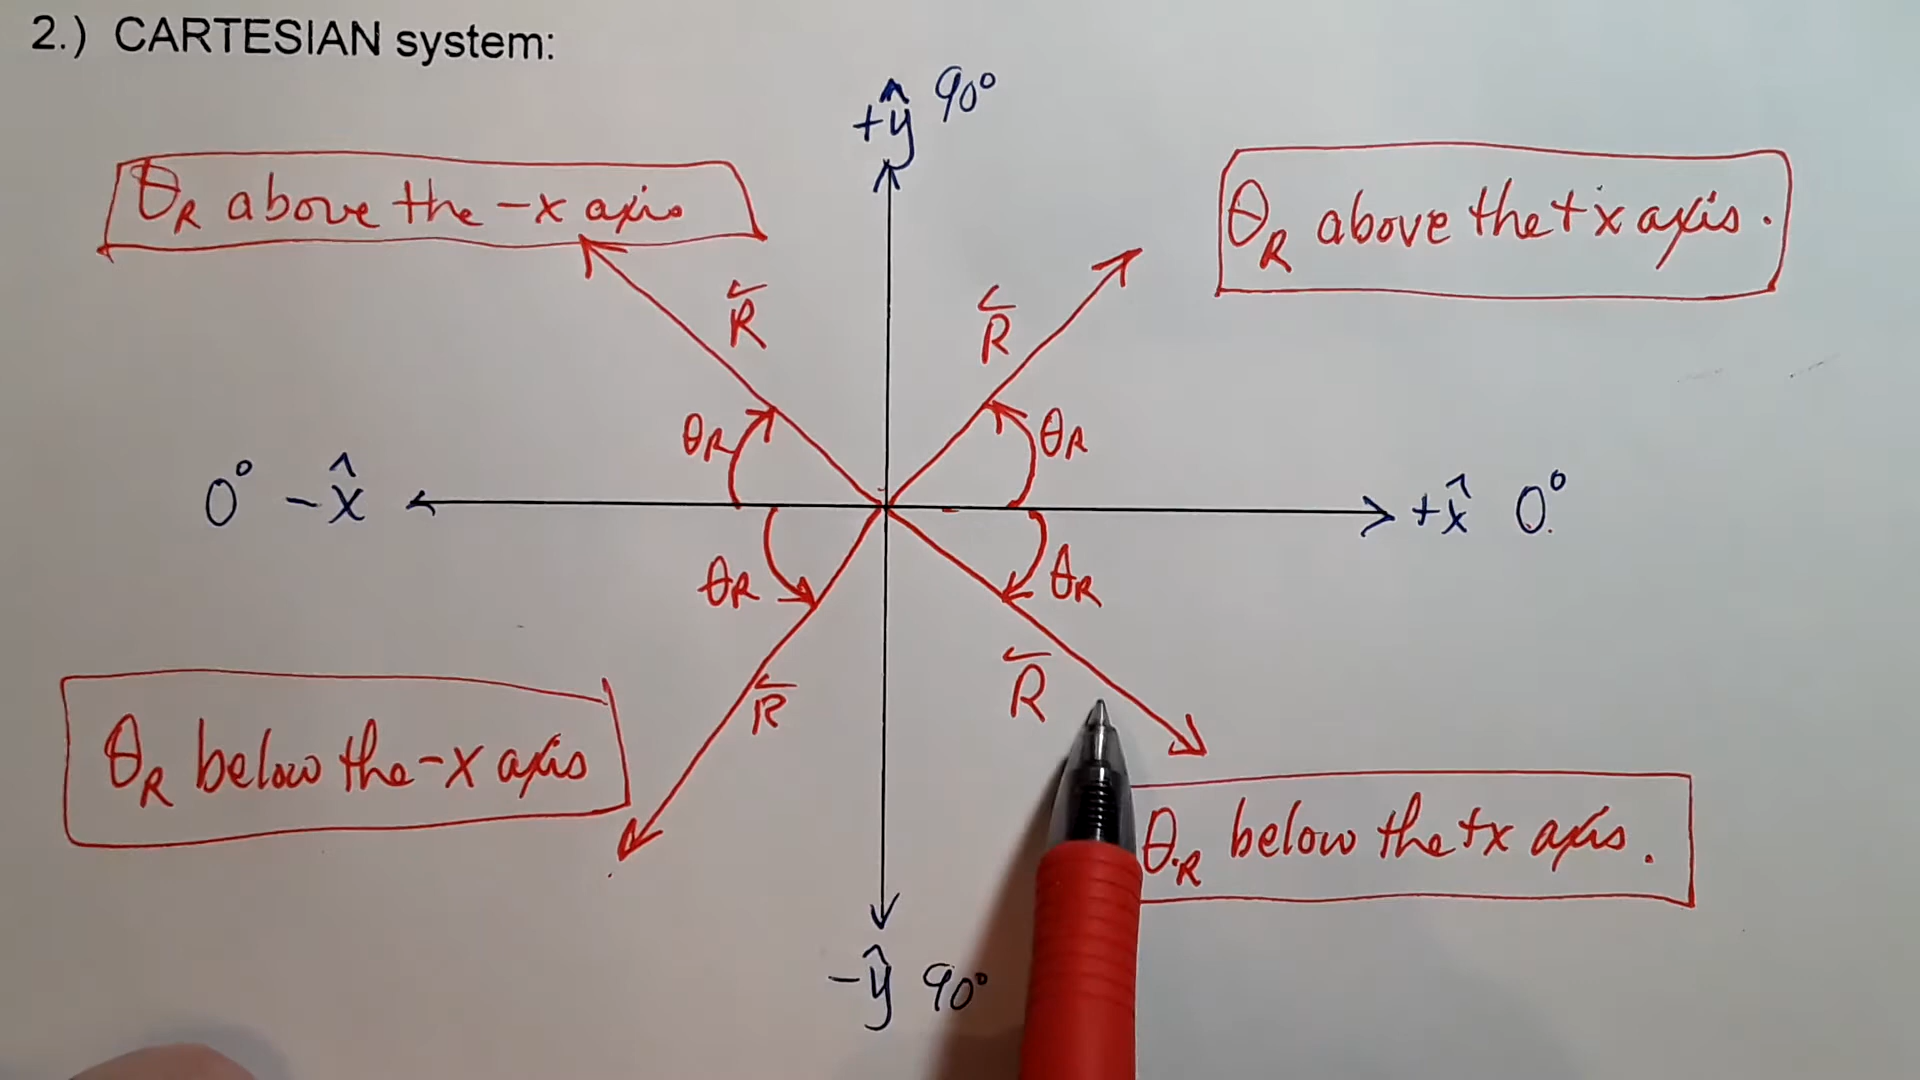 2.) CARTESIAN system:
+ŷ 90°
θR above the -x axis
θR above the +x axis.
R⃐
R⃐
θR
θR
0° -x̂
+x̂ 0°
θR
θR
R⃐
R⃐
θR below the -x axis
θR below the +x axis.
-ŷ 90°